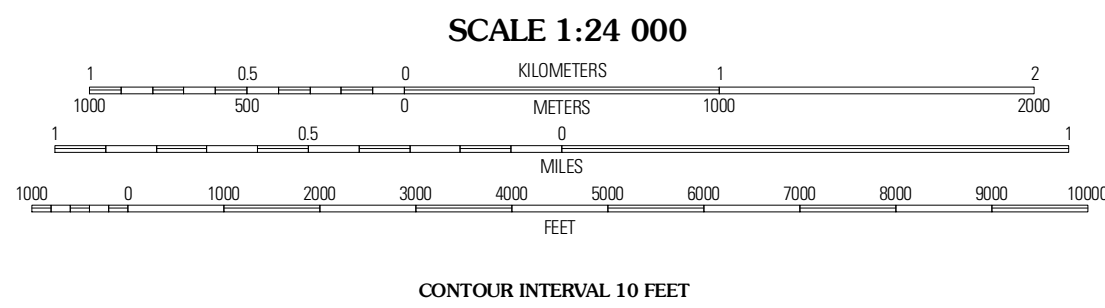 SCALE 1:24 000
1 0.5 0 KILOMETERS 1 2
1000 500 0 METERS 1000 2000
1 0.5 0 1
MILES
1000 0 1000 2000 3000 4000 5000 6000 7000 8000 9000 10000
FEET
CONTOUR INTERVAL 10 FEET